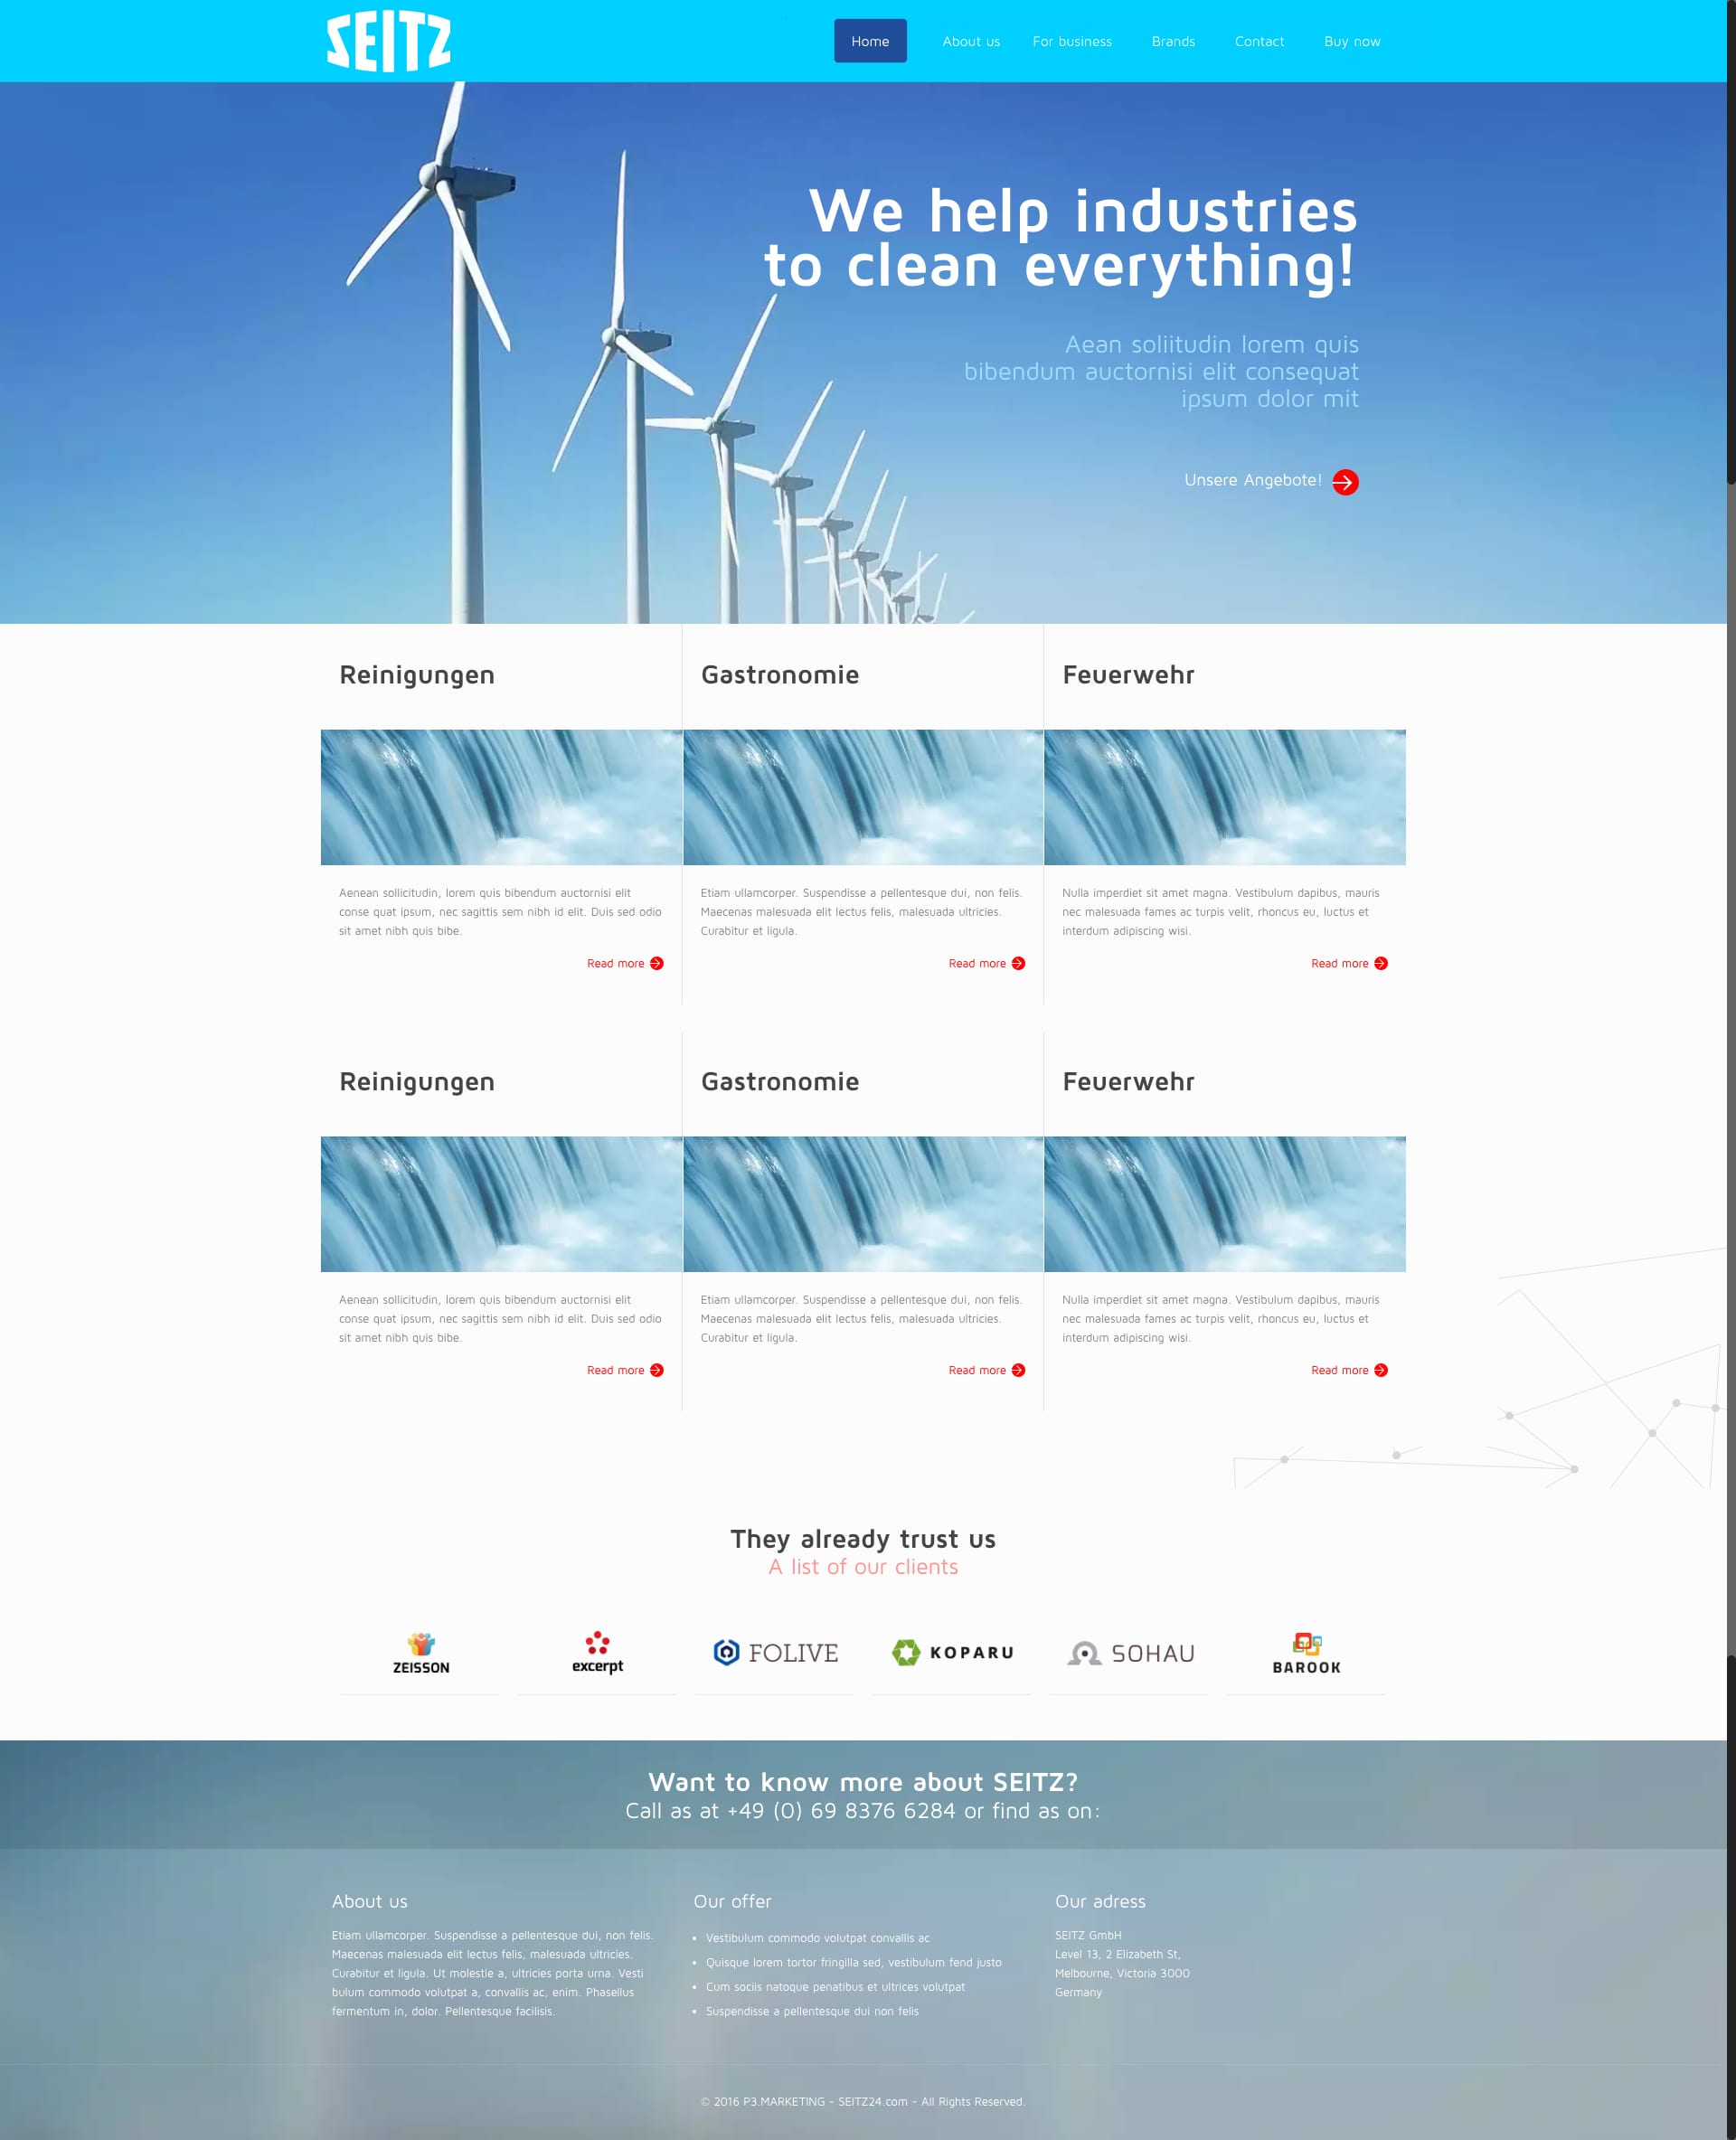 SEITZ
Home About us For business Brands Contact Buy now
We help industries
to clean everything!
Aean soliitudin lorem quis
bibendum auctornisi elit consequat
ipsum dolor mit
Unsere Angebote!
Reinigungen
Aenean sollicitudin, lorem quis bibendum auctornisi elit
conse quat ipsum, nec sagittis sem nibh id elit. Duis sed odio
sit amet nibh quis bibe.
Read more
Gastronomie
Etiam ullamcorper. Suspendisse a pellentesque dui, non felis.
Maecenas malesuada elit lectus felis, malesuada ultricies.
Curabitur et ligula.
Read more
Feuerwehr
Nulla imperdiet sit amet magna. Vestibulum dapibus, mauris
nec malesuada fames ac turpis velit, rhoncus eu, luctus et
interdum adipiscing wisi.
Read more
Reinigungen
Aenean sollicitudin, lorem quis bibendum auctornisi elit
conse quat ipsum, nec sagittis sem nibh id elit. Duis sed odio
sit amet nibh quis bibe.
Read more
Gastronomie
Etiam ullamcorper. Suspendisse a pellentesque dui, non felis.
Maecenas malesuada elit lectus felis, malesuada ultricies.
Curabitur et ligula.
Read more
Feuerwehr
Nulla imperdiet sit amet magna. Vestibulum dapibus, mauris
nec malesuada fames ac turpis velit, rhoncus eu, luctus et
interdum adipiscing wisi.
Read more
They already trust us
A list of our clients
ZEISSON
excerpt
FOLIVE
KOPARU
SOHAU
BAROOK
Want to know more about SEITZ?
Call as at +49 (0) 69 8376 6284 or find as on:
About us
Etiam ullamcorper. Suspendisse a pellentesque dui, non felis.
Maecenas malesuada elit lectus felis, malesuada ultricies.
Curabitur et ligula. Ut molestie a, ultricies porta urna. Vesti
bulum commodo volutpat a, convallis ac, enim. Phasellus
fermentum in, dolor. Pellentesque facilisis.
Our offer
• Vestibulum commodo volutpat convallis ac
• Quisque lorem tortor fringilla sed, vestibulum fend justo
• Cum sociis natoque penatibus et ultrices volutpat
• Suspendisse a pellentesque dui non felis
Our adress
SEITZ GmbH
Level 13, 2 Elizabeth St,
Melbourne, Victoria 3000
Germany
© 2016 P3.MARKETING - SEITZ24.com - All Rights Reserved.